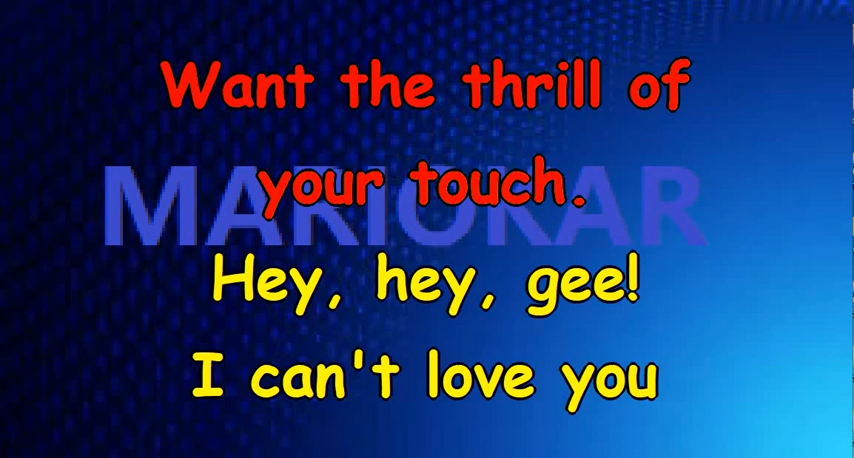 Want the thrill of
your touch.
MARIOKAR
Hey, hey, gee!
I can't love you